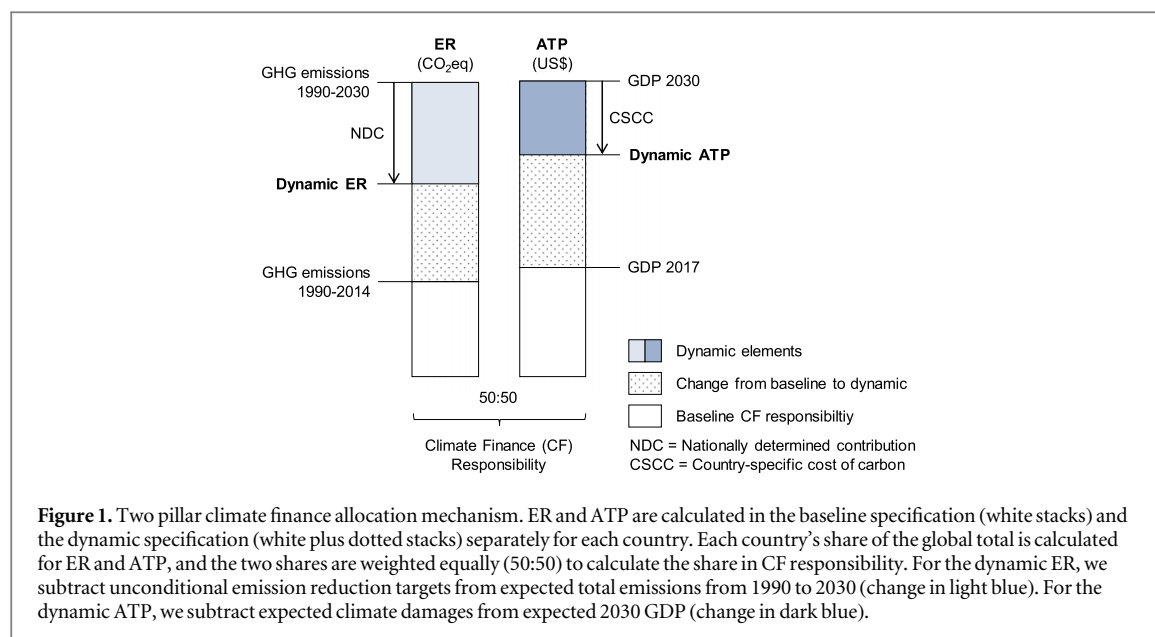 ER
(CO₂eq)
ATP
(US$)
GHG emissions
1990-2030
GDP 2030
NDC
CSCC
Dynamic ATP
Dynamic ER
GHG emissions
1990-2014
GDP 2017
Dynamic elements
Change from baseline to dynamic
Baseline CF responsibiltiy
50:50
Climate Finance (CF)
Responsibility
NDC = Nationally determined contribution
CSCC = Country-specific cost of carbon
Figure 1. Two pillar climate finance allocation mechanism. ER and ATP are calculated in the baseline specification (white stacks) and
the dynamic specification (white plus dotted stacks) separately for each country. Each country's share of the global total is calculated
for ER and ATP, and the two shares are weighted equally (50:50) to calculate the share in CF responsibility. For the dynamic ER, we
subtract unconditional emission reduction targets from expected total emissions from 1990 to 2030 (change in light blue). For the
dynamic ATP, we subtract expected climate damages from expected 2030 GDP (change in dark blue).